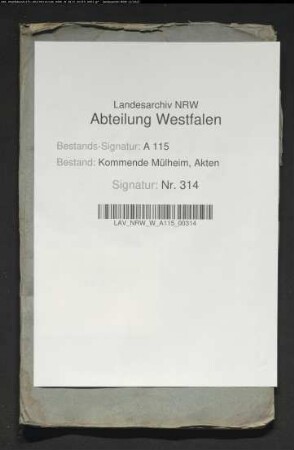 Landesarchiv NRW
Abteilung Westfalen
Bestands-Signatur: A 115
Bestand: Kommende Mülheim, Akten
Signatur: Nr. 314
LAV_NRW_W_A115_00314